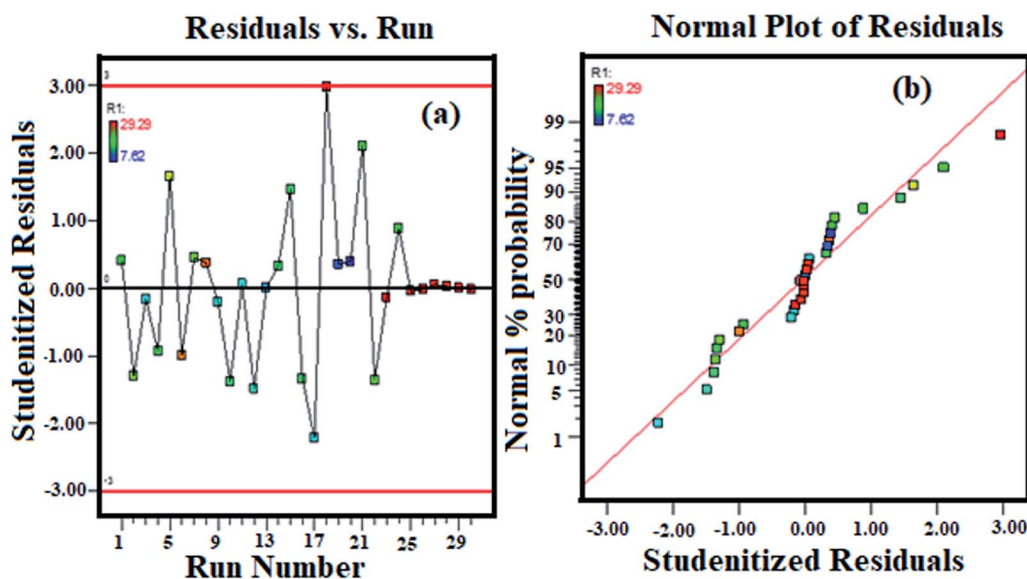 Residuals vs. Run
Studenitized Residuals
3.00
2.00
1.00
0.00
-1.00
-2.00
-3.00
3
0
-3
R1:
29.29
7.62
(a)
1 5 9 13 17 21 25 29
Run Number
Normal Plot of Residuals
Normal % probability
99
95
90
80
70
50
30
20
10
5
1
R1:
29.29
7.62
(b)
-3.00 -2.00 -1.00 0.00 1.00 2.00 3.00
Studenitized Residuals